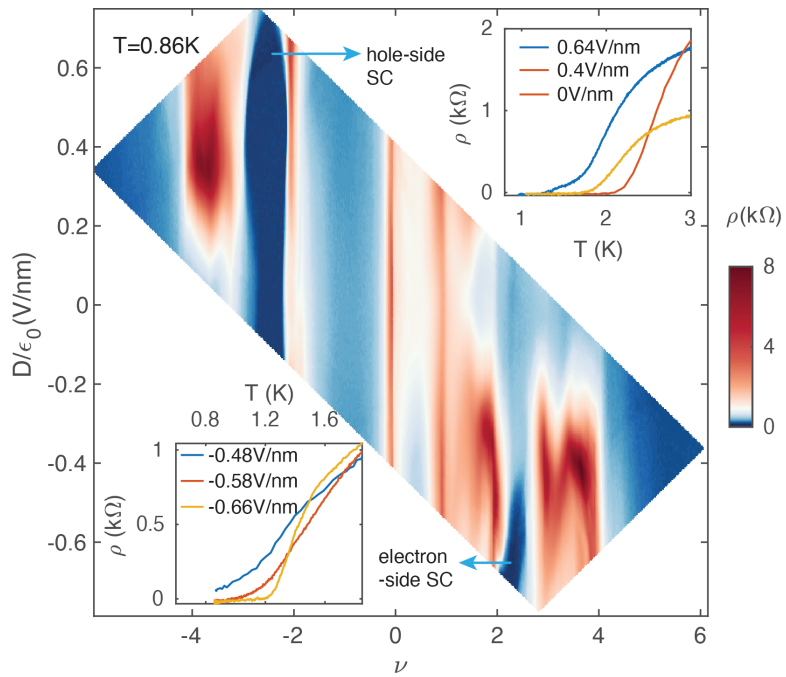 T=0.86K
hole-side
SC
2
1
0
ρ (kΩ)
0.64V/nm
0.4V/nm
0V/nm
1
2
3
T (K)
0.6
0.4
0.2
0
-0.2
-0.4
-0.6
D/ϵ₀(V/nm)
ρ(kΩ)
8
4
0
T (K)
0.8
1.2
1.6
1
0.5
0
ρ (kΩ)
-0.48V/nm
-0.58V/nm
-0.66V/nm
electron
-side SC
-4
-2
0
2
4
6
ν